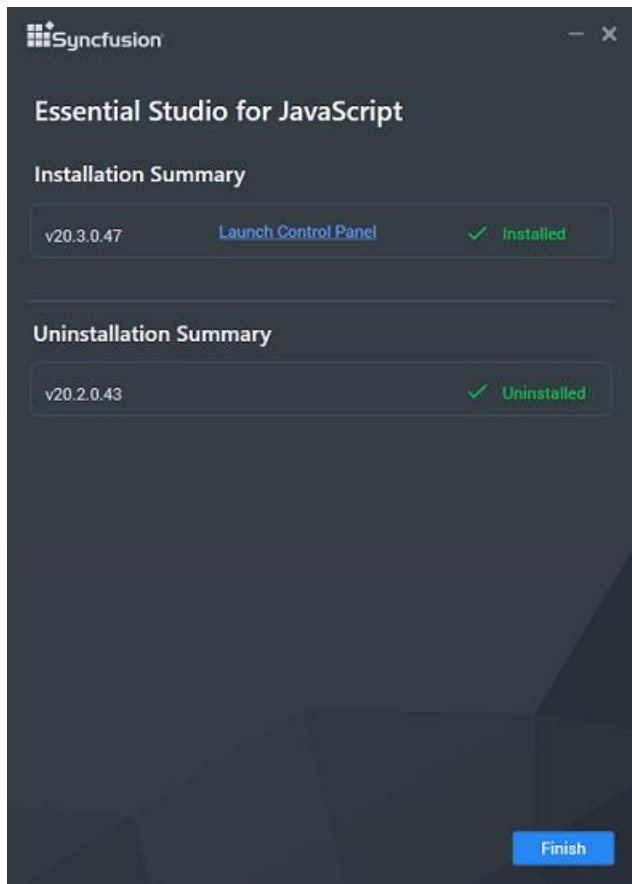 Syncfusion
Essential Studio for JavaScript
Installation Summary
v20.3.0.47 Launch Control Panel Installed
Uninstallation Summary
v20.2.0.43 Uninstalled
Finish